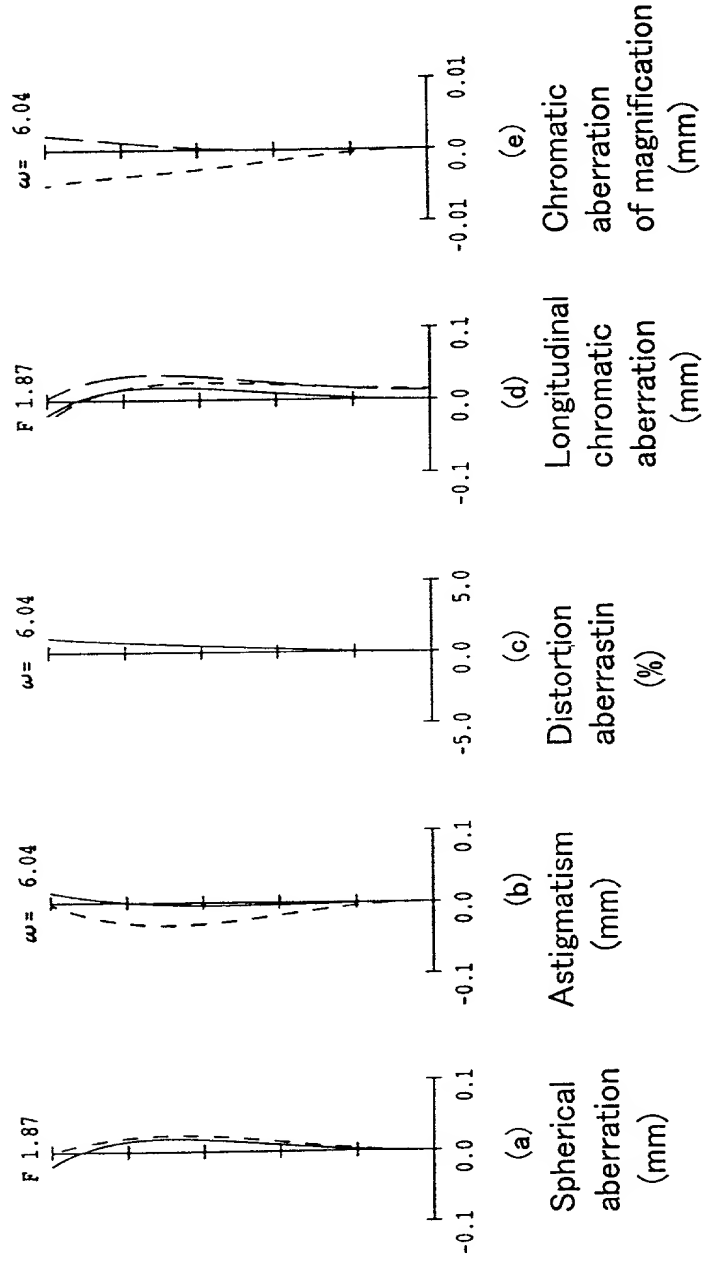 F 1.87
-0.1 0.0 0.1
(a)
Spherical
aberration
(mm)
ω= 6.04
-0.1 0.0 0.1
(b)
Astigmatism
(mm)
ω= 6.04
-5.0 0.0 5.0
(c)
Distortion
aberrastin
(%)
F 1.87
-0.1 0.0 0.1
(d)
Longitudinal
chromatic
aberration
(mm)
ω= 6.04
-0.01 0.0 0.01
(e)
Chromatic
aberration
of magnification
(mm)